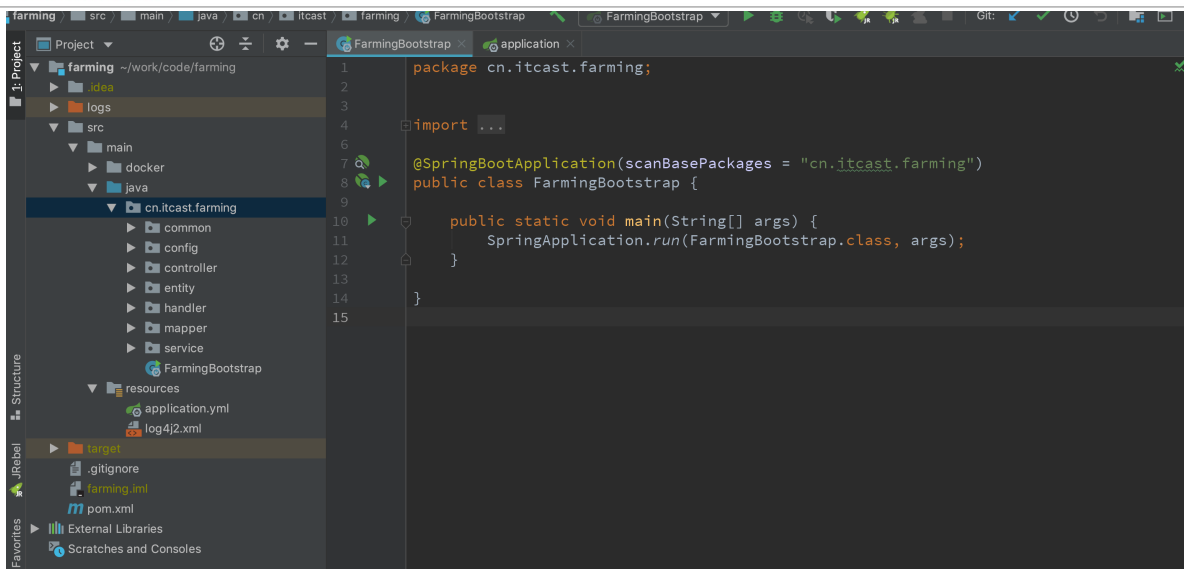 farming / src / main / java / cn / itcast / farming / FarmingBootstrap
FarmingBootstrap
Git:
1: Project
Structure
JRebel
Favorites
Project
farming ~/work/code/farming
.idea
logs
src
main
docker
java
cn.itcast.farming
common
config
controller
entity
handler
mapper
service
FarmingBootstrap
resources
application.yml
log4j2.xml
target
.gitignore
farming.iml
pom.xml
External Libraries
Scratches and Consoles
FarmingBootstrap
application
1 package cn.itcast.farming;
2
3
4 import ...
6
7 @SpringBootApplication(scanBasePackages = "cn.itcast.farming")
8 public class FarmingBootstrap {
9
10 public static void main(String[] args) {
11 SpringApplication.run(FarmingBootstrap.class, args);
12 }
13
14 }
15